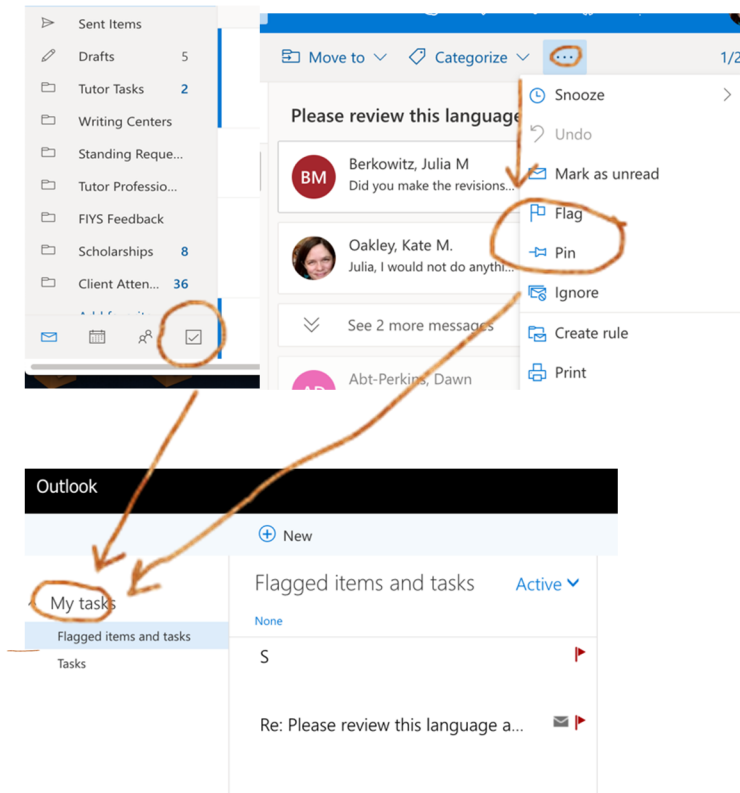 Sent Items
Drafts 5
Tutor Tasks 2
Writing Centers
Standing Reque...
Tutor Professio...
FIYS Feedback
Scholarships 8
Client Atten... 36
Move to
Categorize
...
Please review this language
BM
Berkowitz, Julia M
Did you make the revisions...
Oakley, Kate M.
Julia, I would not do anythi...
See 2 more messages
Abt-Perkins, Dawn
1/2
Snooze
Undo
Mark as unread
Flag
Pin
Ignore
Create rule
Print
Outlook
New
My tasks
Flagged items and tasks
Tasks
Flagged items and tasks
Active
None
S
Re: Please review this language a...